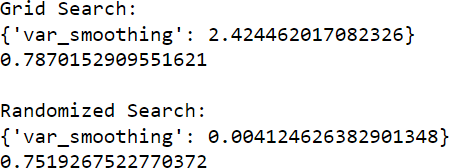 Grid Search:
{'var_smoothing': 2.424462017082326}
0.7870152909551621
Randomized Search:
{'var_smoothing': 0.004124626382901348}
0.7519267522770372